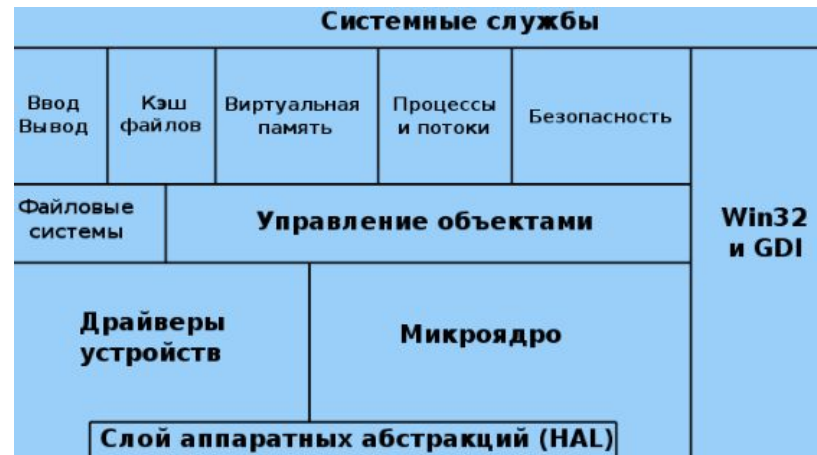 Системные службы
Ввод
Вывод
Кэш
файлов
Виртуальная
память
Процессы
и потоки
Безопасность
Файловые
системы
Управление объектами
Win32
и GDI
Драйверы
устройств
Микроядро
Слой аппаратных абстракций (HAL)